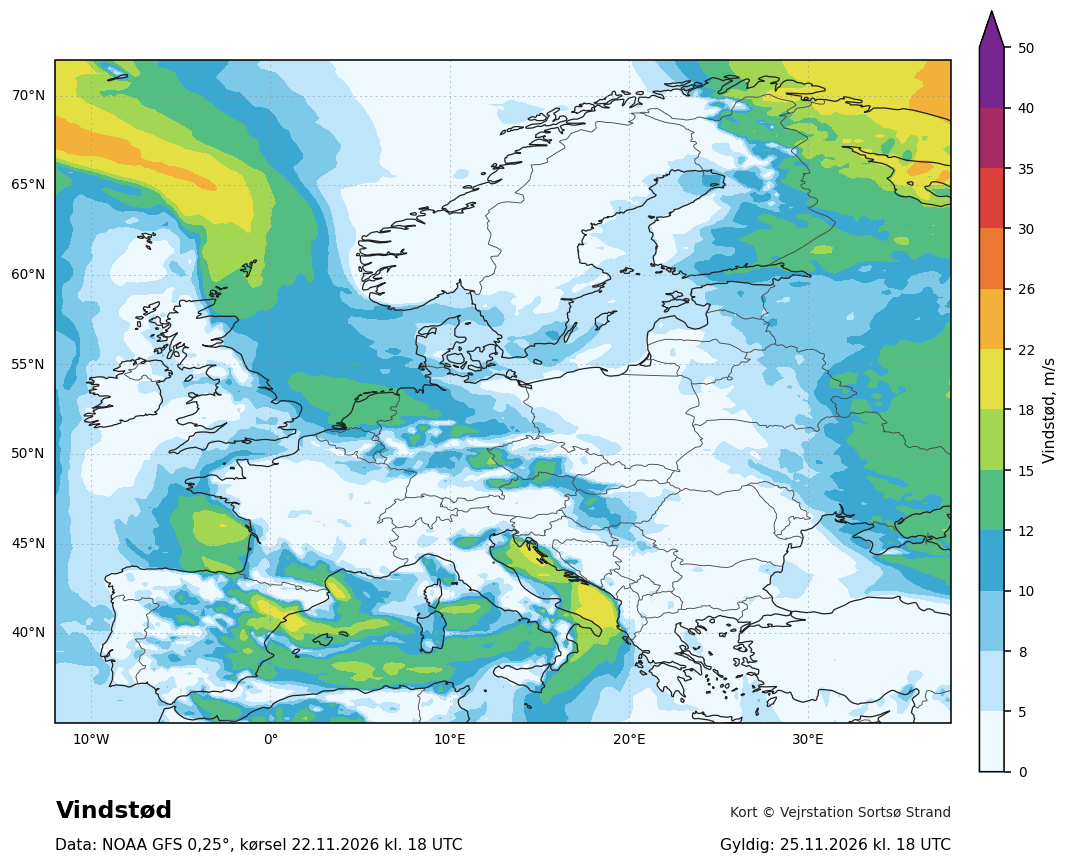 50
40
35
30
26
22
18
15
12
10
8
5
0
Vindstød, m/s
70°N
65°N
60°N
55°N
50°N
45°N
40°N
10°W
0°
10°E
20°E
30°E
Vindstød
Kort © Vejrstation Sortsø Strand
Data: NOAA GFS 0,25°, kørsel 22.11.2026 kl. 18 UTC
Gyldig: 25.11.2026 kl. 18 UTC